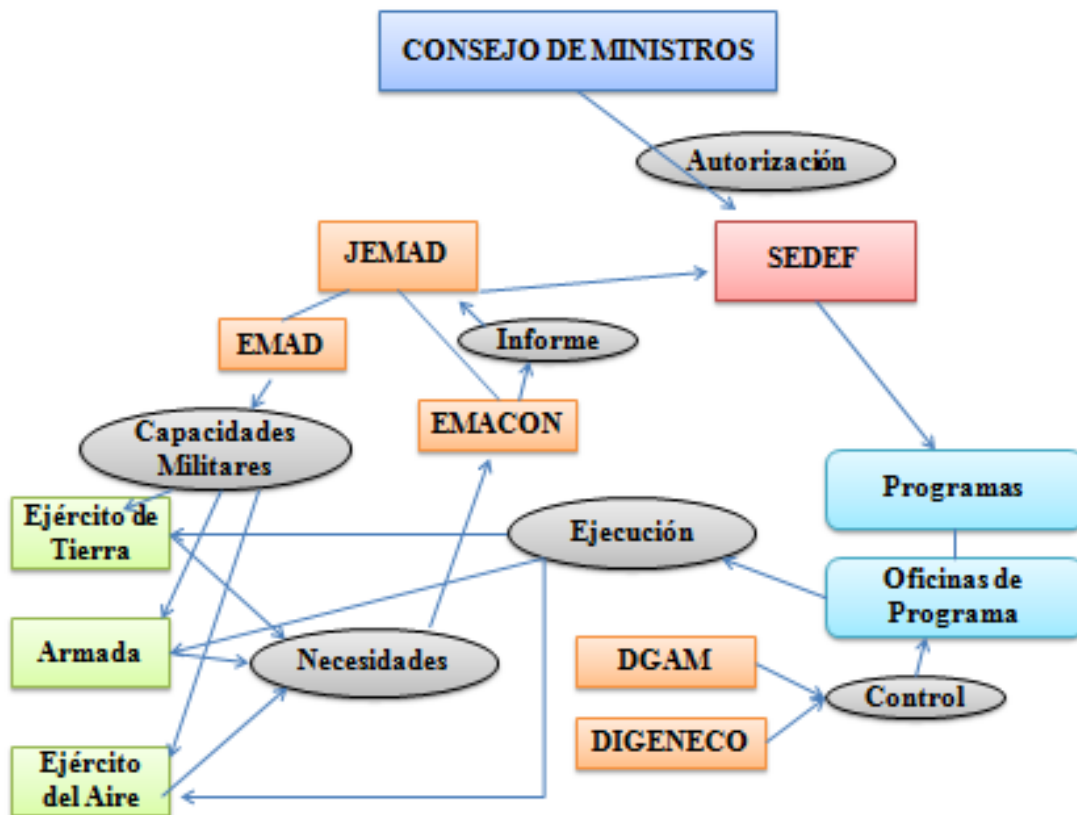 CONSEJO DE MINISTROS
Autorización
JEMAD
SEDEF
EMAD
Informe
Capacidades
Militares
EMACON
Programas
Ejército de
Tierra
Ejecución
Oficinas de
Programa
Armada
Necesidades
DGAM
Control
DIGENECO
Ejército
del Aire